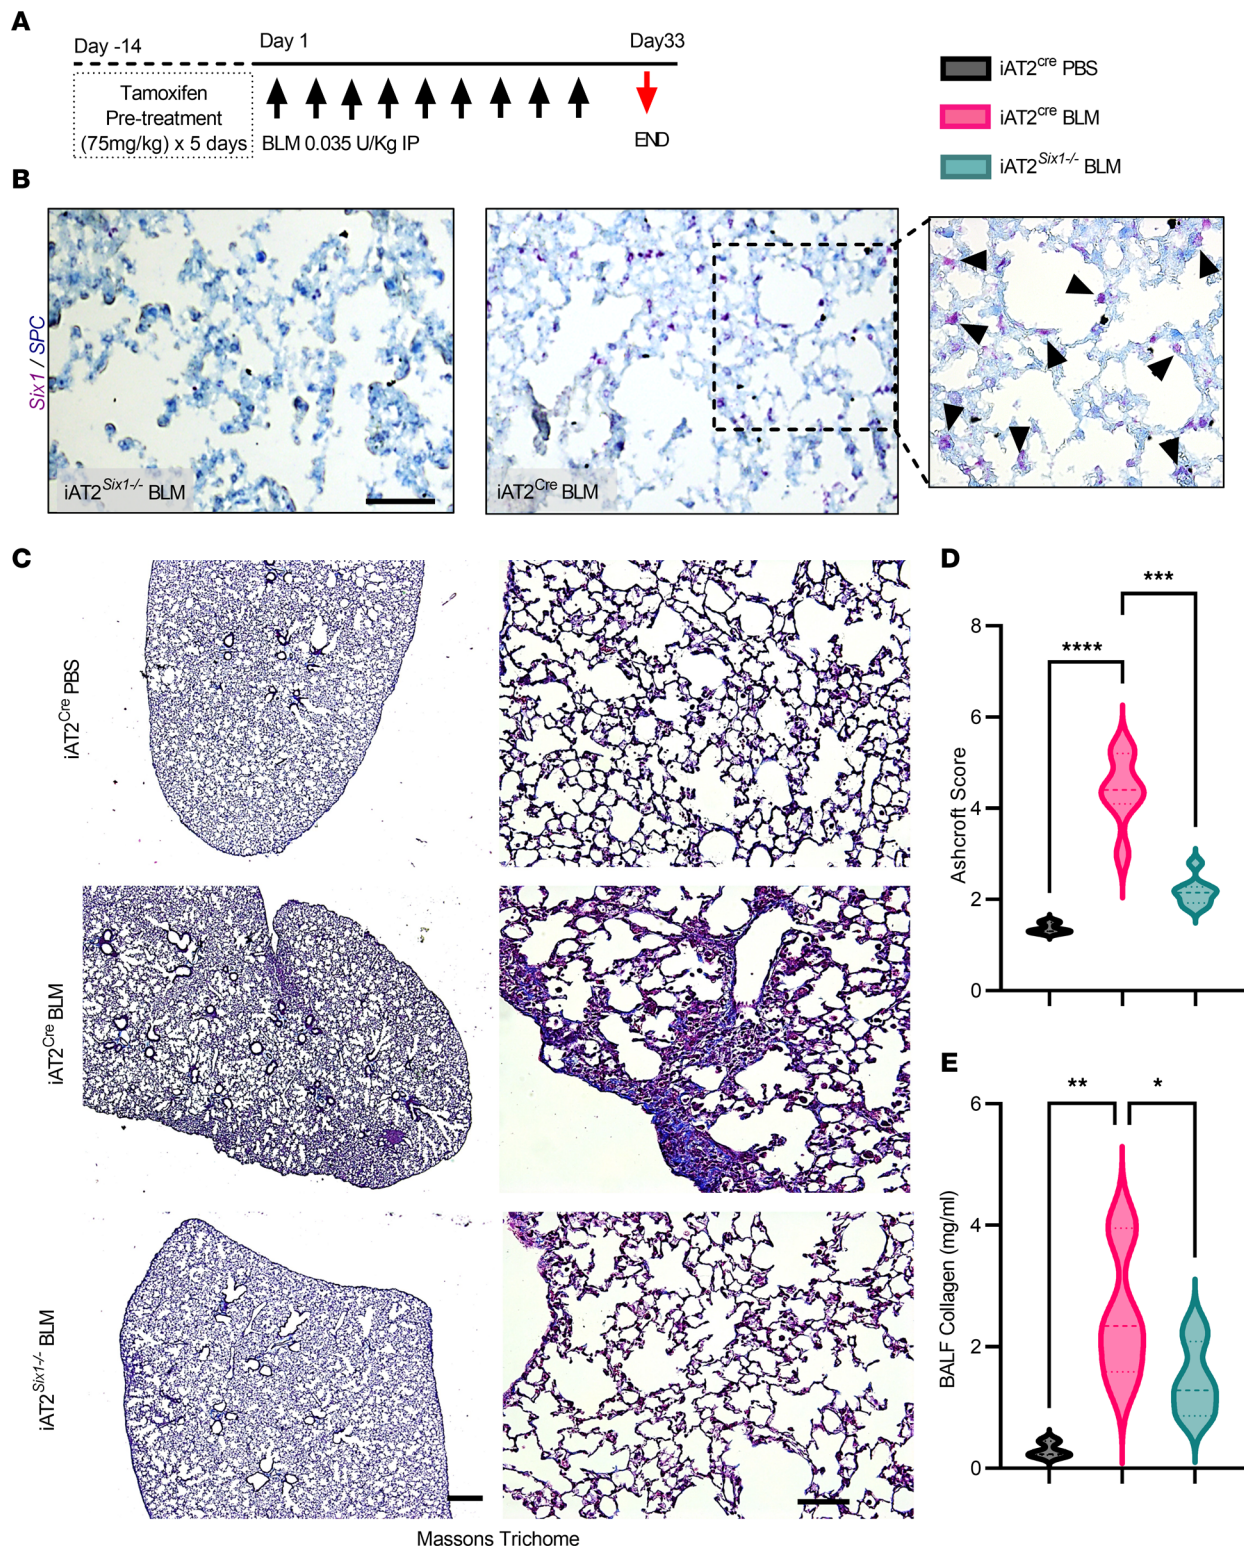 A
Day -14
Day 1
Day33
Tamoxifen
Pre-treatment
(75mg/kg) x 5 days
BLM 0.035 U/Kg IP
END
iAT2cre PBS
iAT2cre BLM
iAT2Six1-/- BLM
B
Six1 / SPC
iAT2Six1-/- BLM
iAT2Cre BLM
C
iAT2Cre PBS
iAT2Cre BLM
iAT2Six1-/- BLM
Massons Trichome
D
***
****
8
6
4
2
0
Ashcroft Score
E
**
*
6
4
2
0
BALF Collagen (mg/ml)